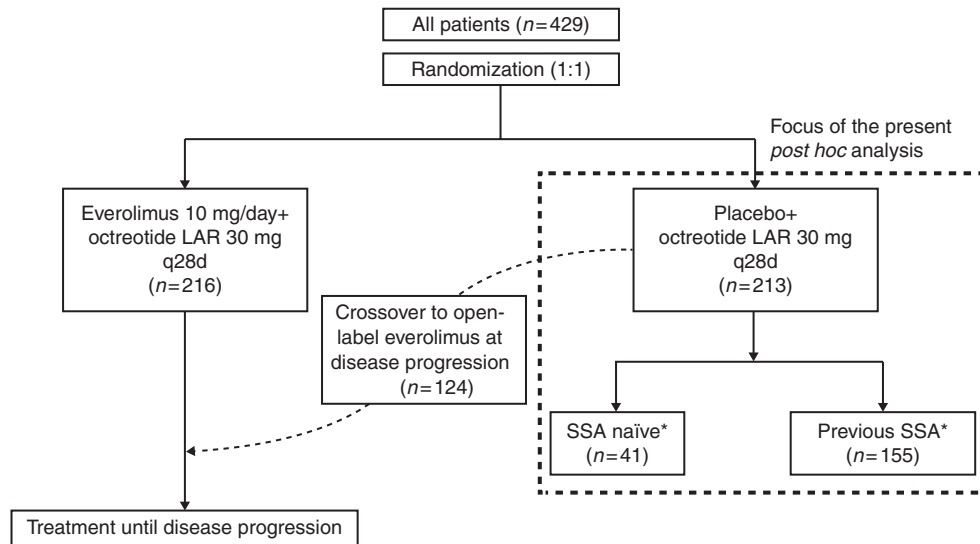 All patients (n=429)
Randomization (1:1)
Focus of the present
post hoc analysis
Everolimus 10 mg/day+
octreotide LAR 30 mg
q28d
(n=216)
Placebo+
octreotide LAR 30 mg
q28d
(n=213)
Crossover to open-
label everolimus at
disease progression
(n=124)
SSA naïve*
(n=41)
Previous SSA*
(n=155)
Treatment until disease progression